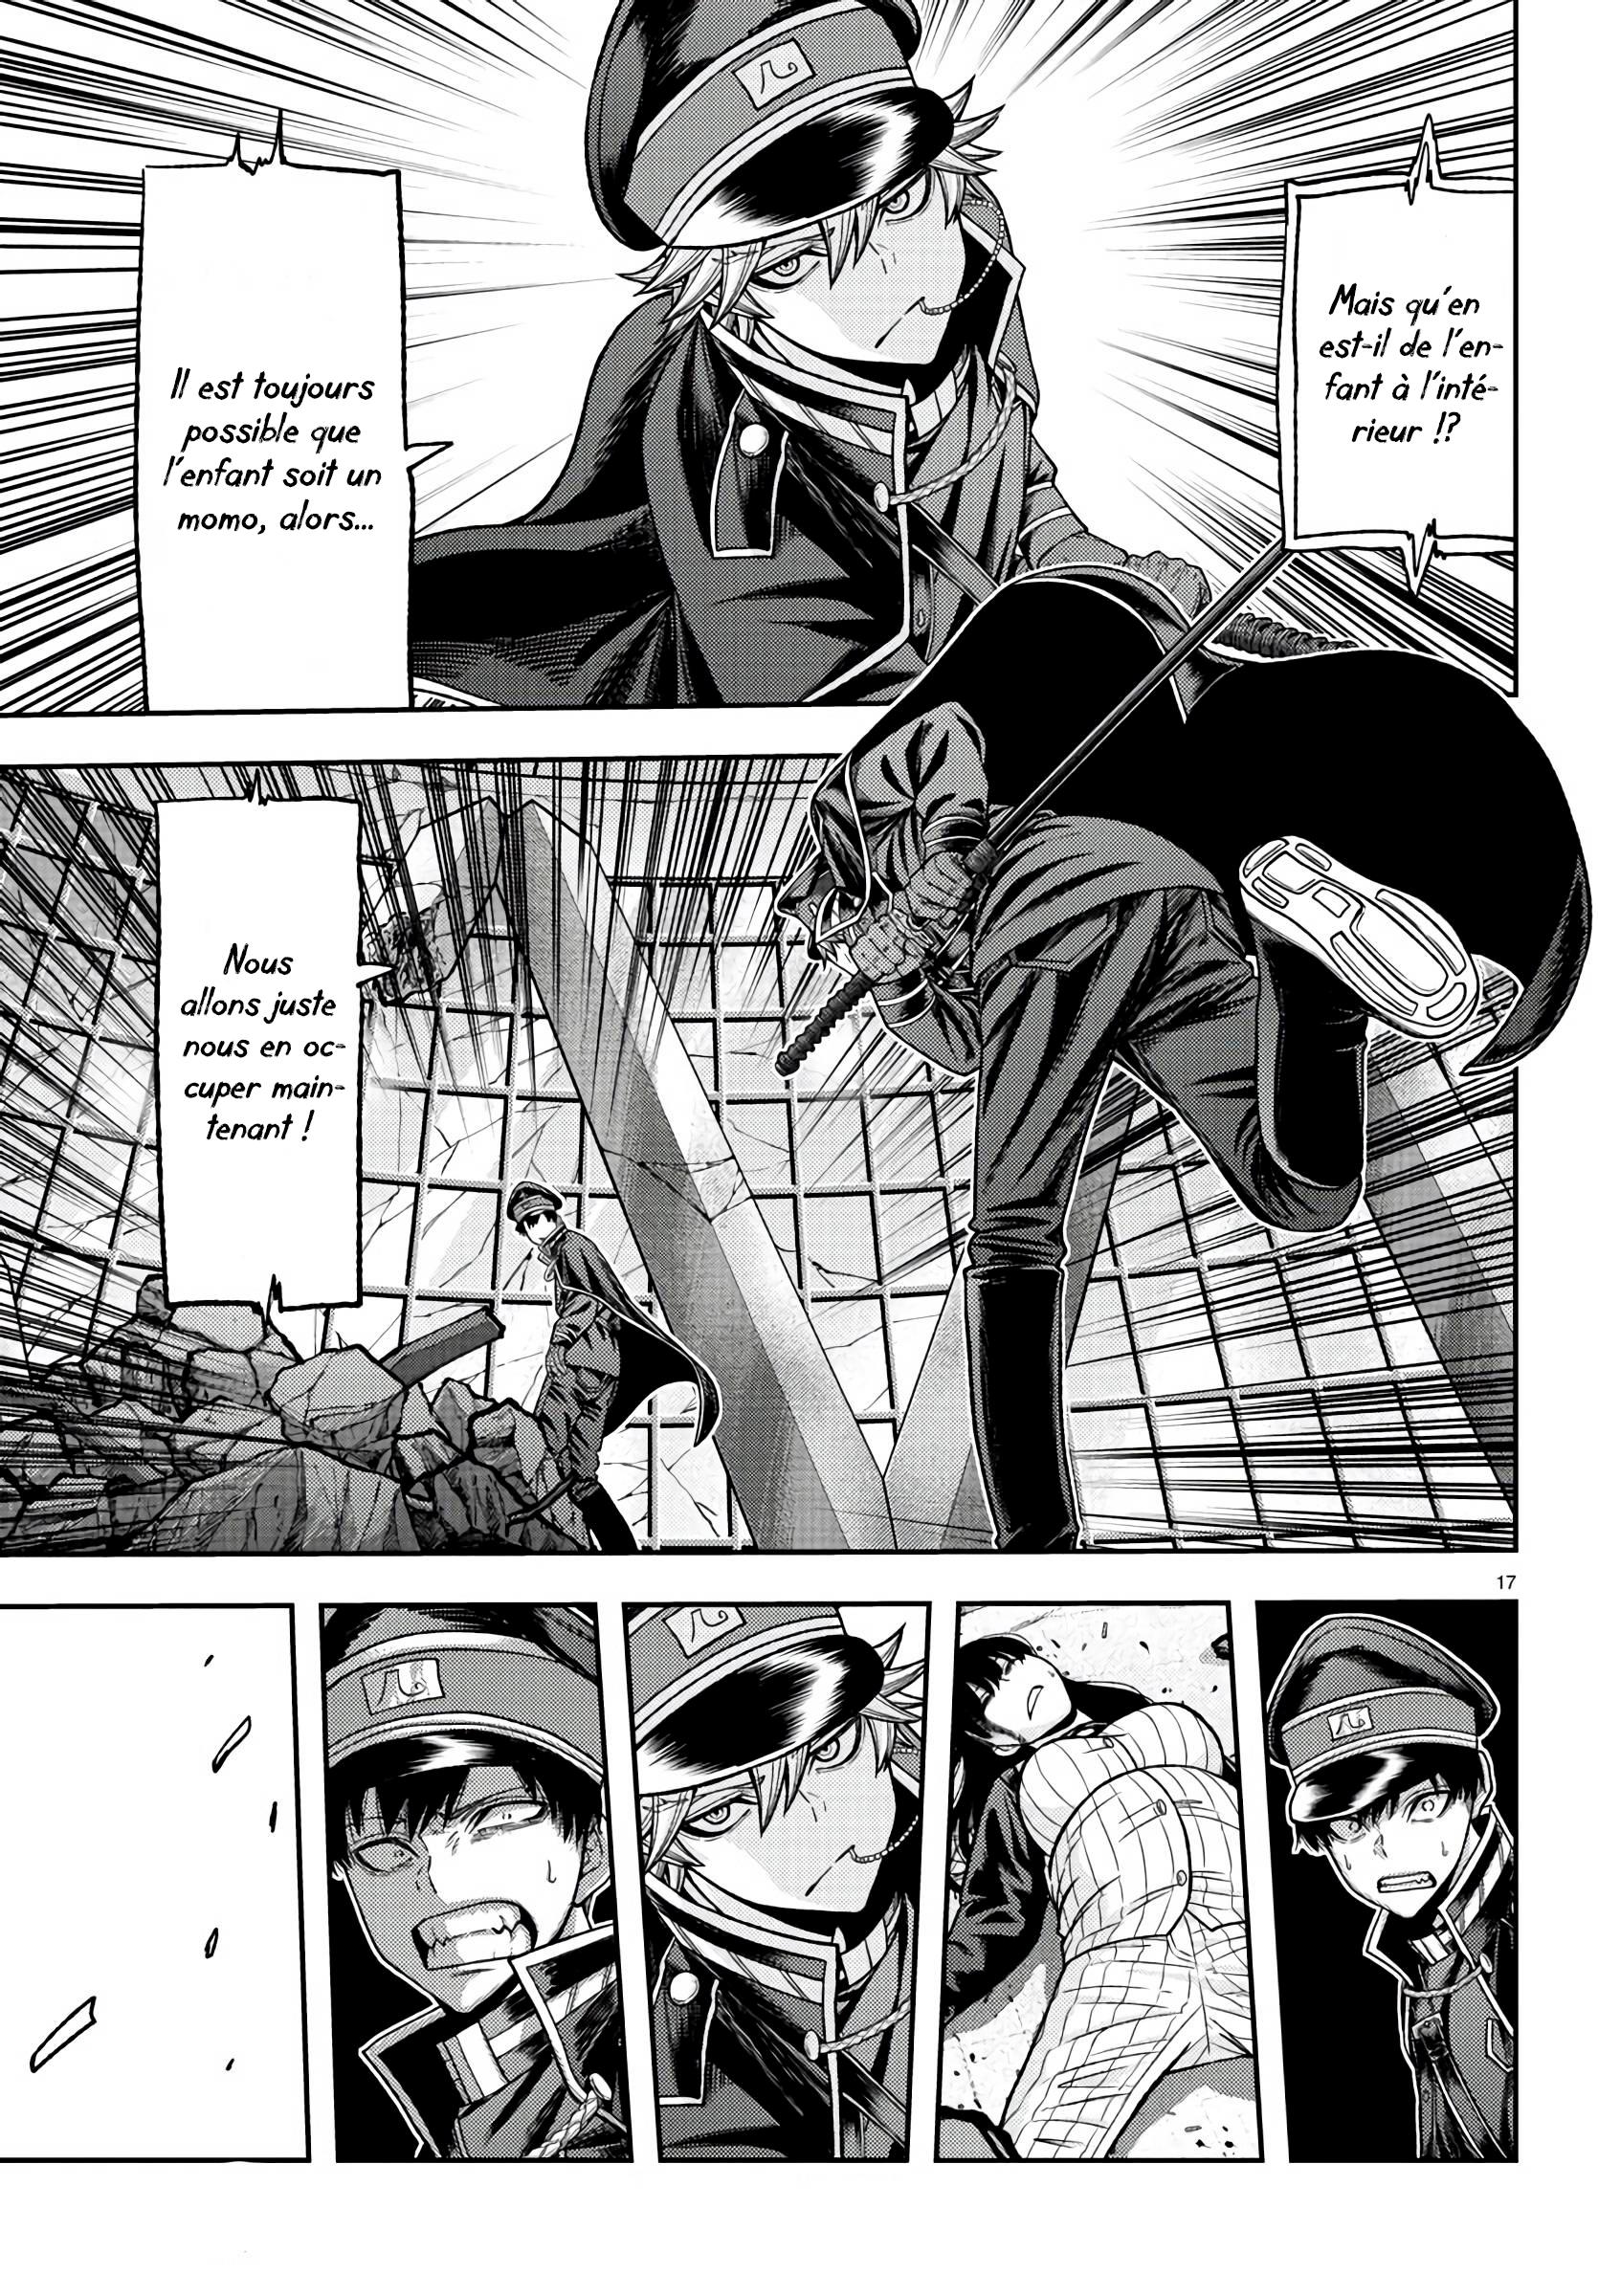 Mais qu'en
est-il de l'en-
fant à l'inté-
rieur !?
Il est toujours
possible que
l'enfant soit un
momo, alors...
Nous
allons juste
nous en oc-
cuper main-
tenant !
17